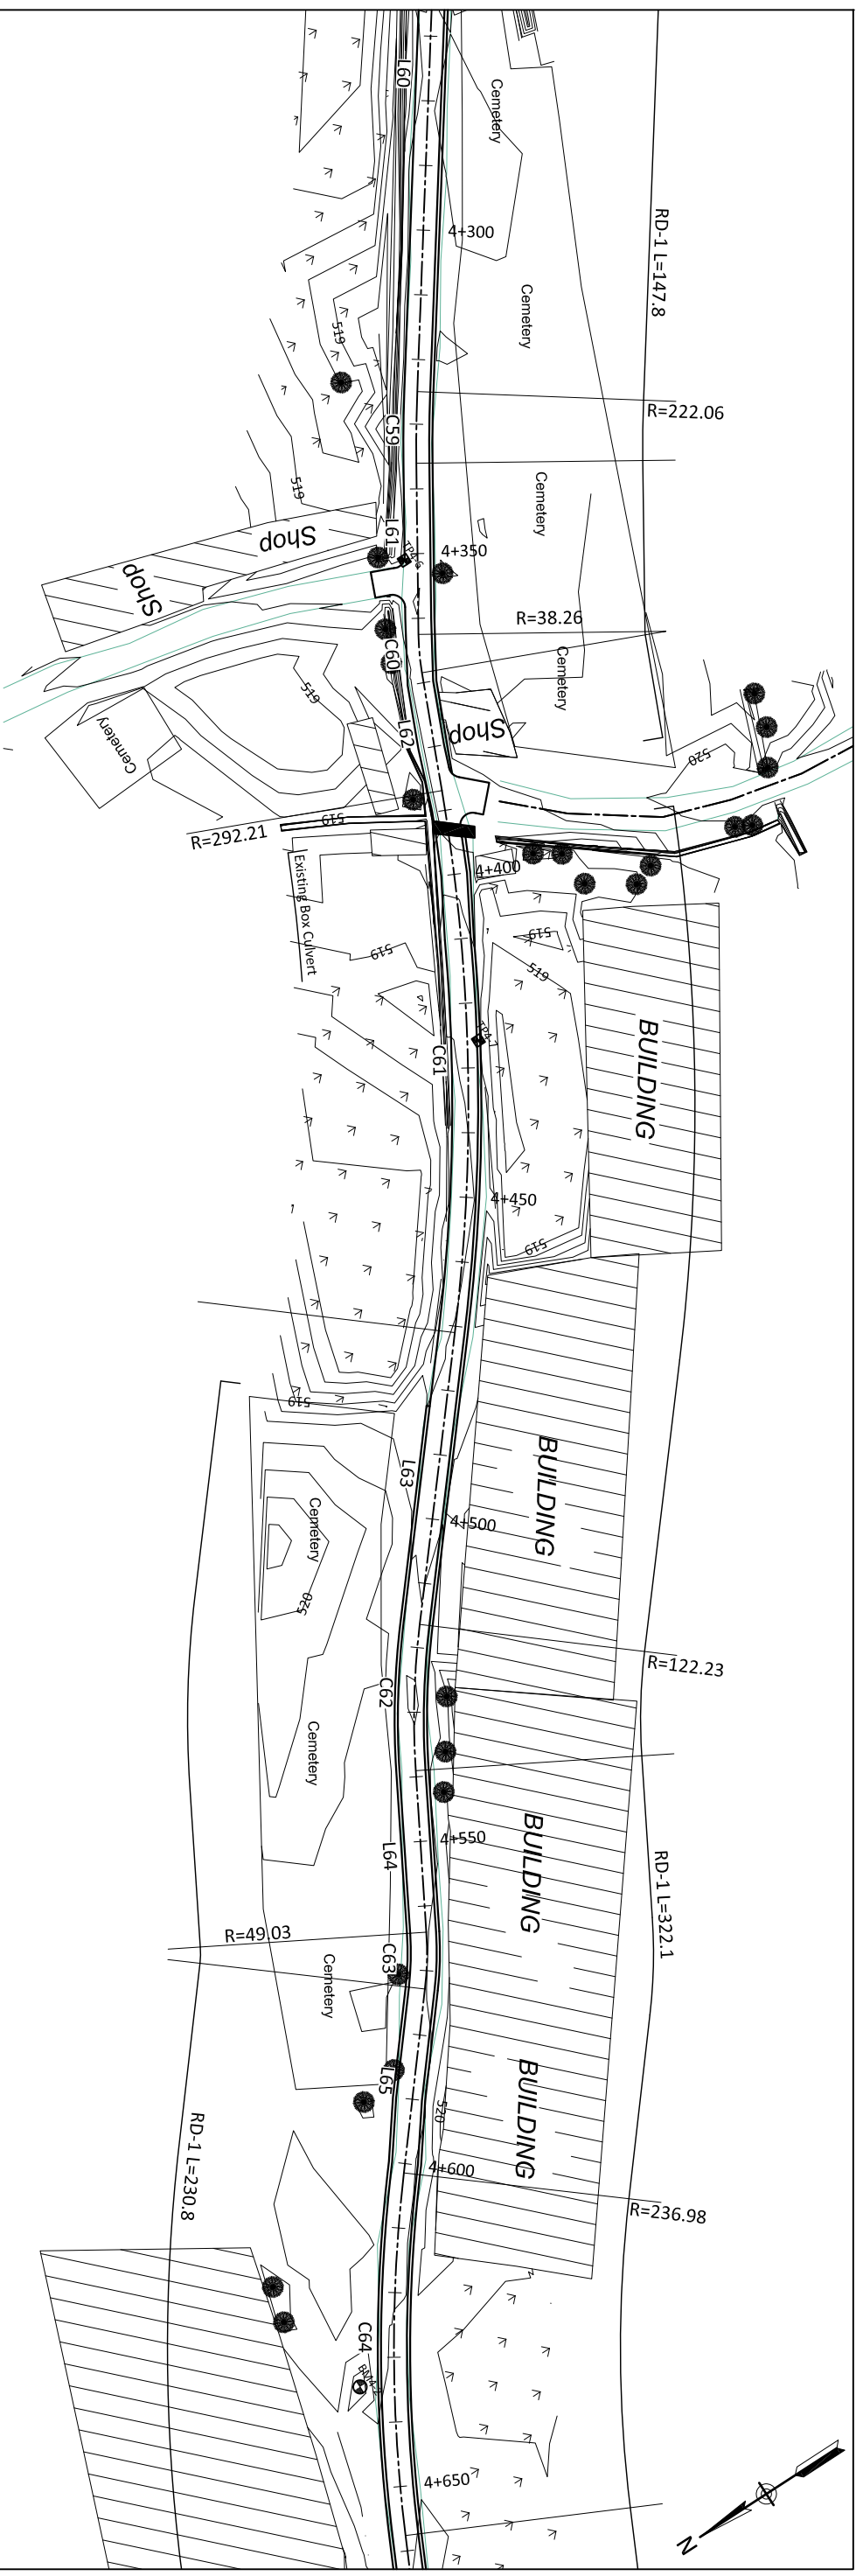 L60
Cemetery
RD-1 L=147.8
4+300
Cemetery
519
R=222.06
C59
519
Cemetery
Shop
Shop
L61
TP4-6
4+350
R=38.26
C60
Cemetery
519
Cemetery
L62
Shop
520
519
R=292.21
Existing Box Culvert
4+400
519
519
519
TP4-7
BUILDING
C61
4+450
519
519
L63
BUILDING
4+500
Cemetery
520
R=122.23
C62
Cemetery
4+550
BUILDING
L64
RD-1 L=322.1
R=49.03
C63
Cemetery
L65
520
BUILDING
RD-1 L=230.8
4+600
R=236.98
C64
4+650
N